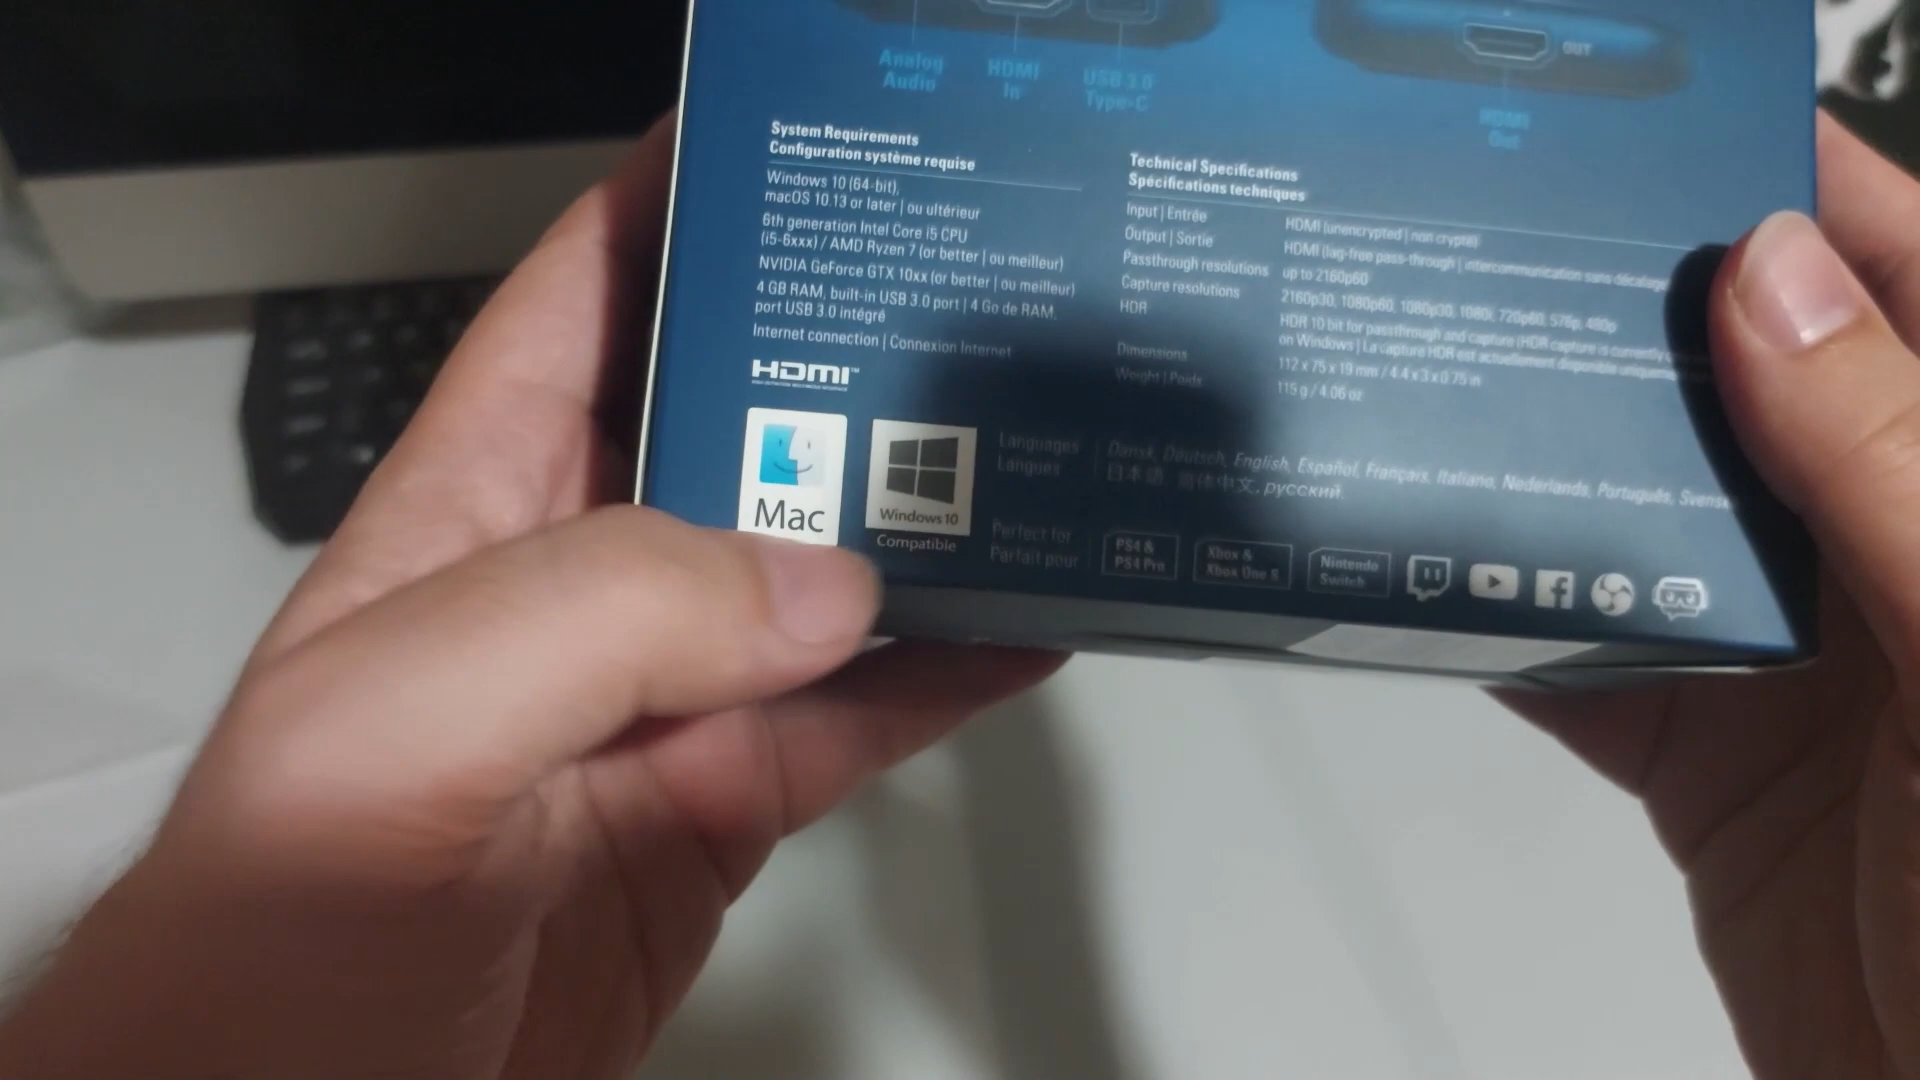 Analog
Audio
HDMI
In
USB 3.0
Type-C
OUT
HDMI
Out
System Requirements
Configuration système requise
Windows 10 (64-bit),
macOS 10.13 or later | ou ultérieur
6th generation Intel Core i5 CPU
(i5-6xxx) / AMD Ryzen 7 (or better | ou meilleur)
NVIDIA GeForce GTX 10xx (or better | ou meilleur)
4 GB RAM, built-in USB 3.0 port | 4 Go de RAM,
port USB 3.0 intégré
Internet connection | Connexion Internet
HDMI™
Technical Specifications
Spécifications techniques
Input | Entrée HDMI (unencrypted | non crypté)
Output | Sortie HDMI (lag-free pass-through | intercommunication sans décalage
Passthrough resolutions up to 2160p60
Capture resolutions 2160p30, 1080p60, 1080p30, 1080i, 720p60, 576p, 480p
HDR HDR 10 bit for passthrough and capture (HDR capture is currently
on Windows | La capture HDR est actuellement disponible uniquement
Dimensions 112 x 75 x 19 mm / 4.4 x 3 x 0.75 in
Weight | Poids 115 g / 4.06 oz
Mac
Windows 10
Compatible
Languages
Langues
Dansk, Deutsch, English, Español, Français, Italiano, Nederlands, Português, Svensk
日本語, 简体中文, русский
Perfect for
Parfait pour
PS4 &
PS4 Pro
Xbox &
Xbox One S
Nintendo
Switch